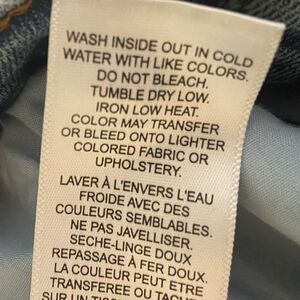 WASH INSIDE OUT IN COLD
WATER WITH LIKE COLORS.
DO NOT BLEACH.
TUMBLE DRY LOW.
IRON LOW HEAT.
COLOR MAY TRANSFER
OR BLEED ONTO LIGHTER
COLORED FABRIC OR
UPHOLSTERY.
LAVER À L'ENVERS L'EAU
FROIDE AVEC DES
COULEURS SEMBLABLES.
NE PAS JAVELLISER.
SECHE-LINGE DOUX
REPASSAGE À FER DOUX.
LA COULEUR PEUT ETRE
TRANSFEREE OU
SUR UN